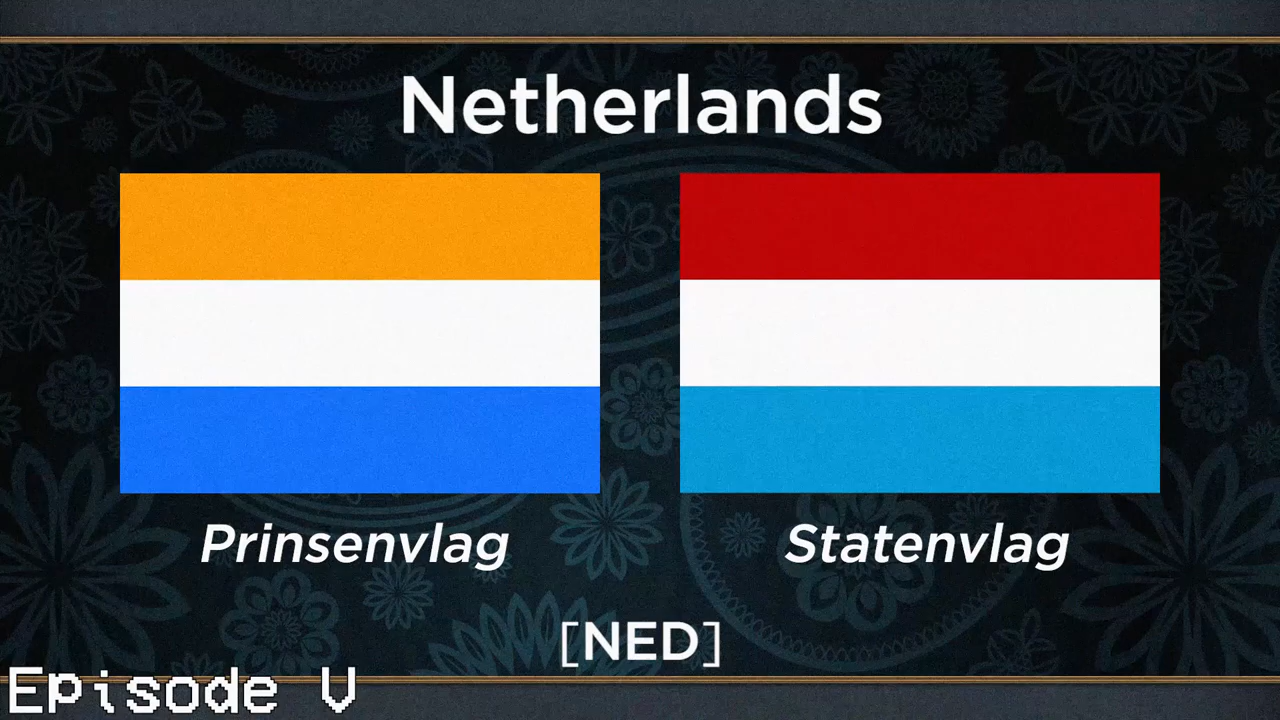 Netherlands
Prinsenvlag
Statenvlag
[NED]
Episode V